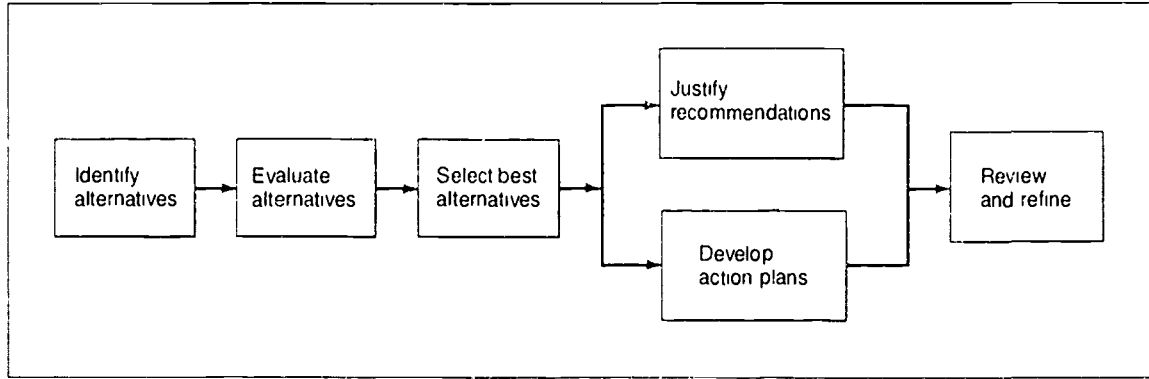 Identify
alternatives
Evaluate
alternatives
Select best
alternatives
Justify
recommendations
Develop
action plans
Review
and refine